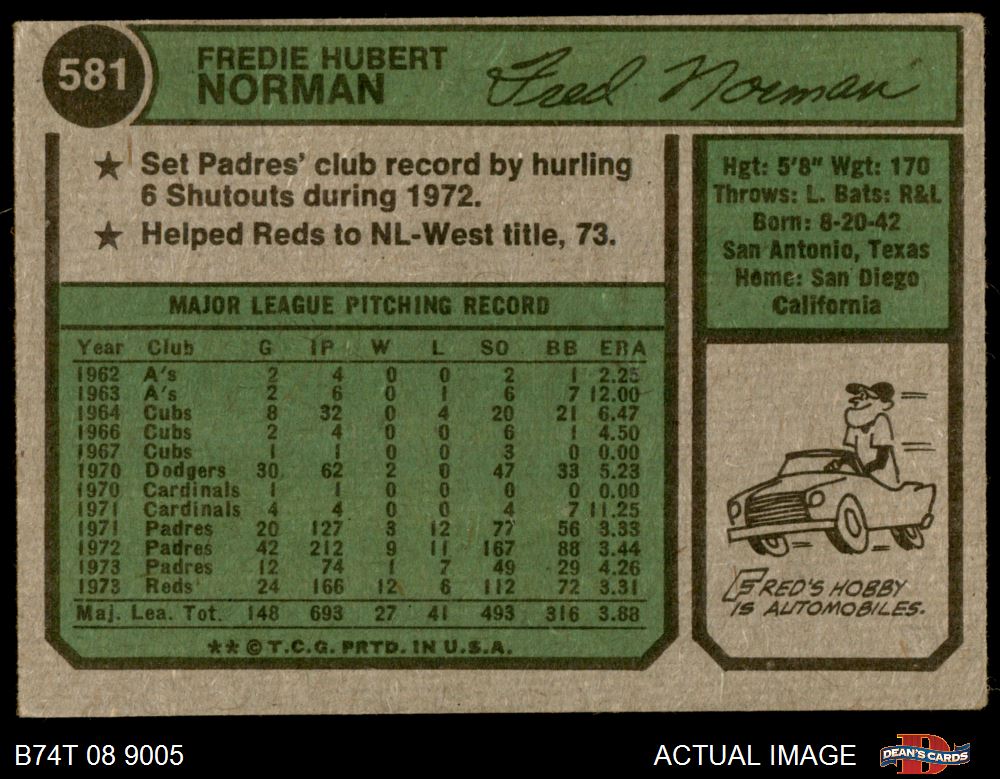 581
FREDIE HUBERT
NORMAN
Fred Norman
★ Set Padres' club record by hurling
6 Shutouts during 1972.
★ Helped Reds to NL-West title, 73.
Hgt: 5'8" Wgt: 170
Throws: L. Bats: R&L
Born: 8-20-42
San Antonio, Texas
Home: San Diego
California
MAJOR LEAGUE PITCHING RECORD
Year Club G IP W L SO BB ERA
1962 A's 2 4 0 0 2 1 2.25
1963 A's 2 6 0 1 6 7 12.00
1964 Cubs 8 32 0 4 20 21 6.47
1966 Cubs 2 4 0 0 6 1 4.50
1967 Cubs 1 1 0 0 3 0 0.00
1970 Dodgers 30 62 2 0 47 33 5.23
1970 Cardinals 1 1 0 0 0 0 0.00
1971 Cardinals 4 4 0 0 4 7 11.25
1971 Padres 20 127 3 12 77 56 3.33
1972 Padres 42 212 9 11 167 88 3.44
1973 Padres 12 74 1 7 49 29 4.26
1973 Reds 24 166 12 6 112 72 3.31
Maj. Lea. Tot. 148 693 27 41 493 316 3.88
** © T.C.G. PRTD. IN U.S.A.
FRED'S HOBBY
IS AUTOMOBILES.
B74T 08 9005
ACTUAL IMAGE
DEAN'S CARDS